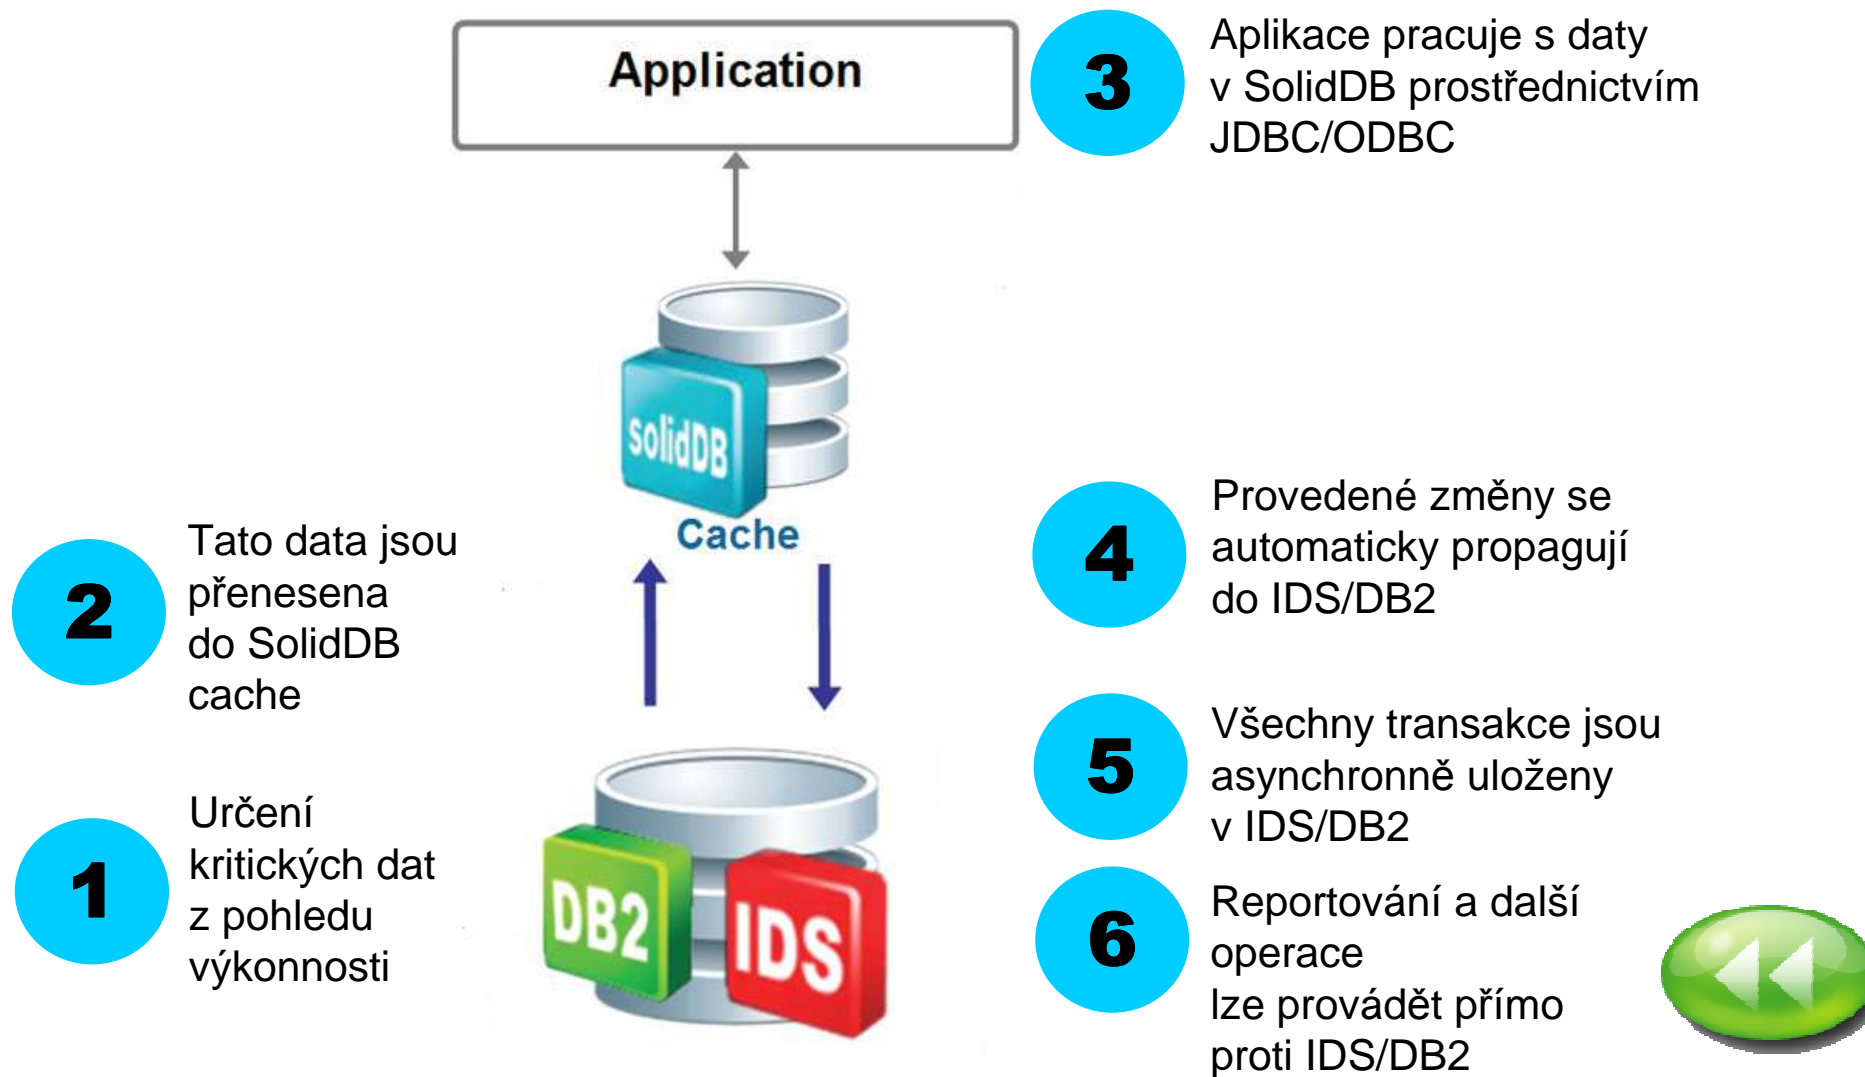 Application
3
Aplikace pracuje s daty
v SolidDB prostřednictvím
JDBC/ODBC
solidDB
Cache
2
Tato data jsou
přenesena
do SolidDB
cache
4
Provedené změny se
automaticky propagují
do IDS/DB2
1
Určení
kritických dat
z pohledu
výkonnosti
DB2
IDS
5
Všechny transakce jsou
asynchronně uloženy
v IDS/DB2
6
Reportování a další
operace
lze provádět přímo
proti IDS/DB2